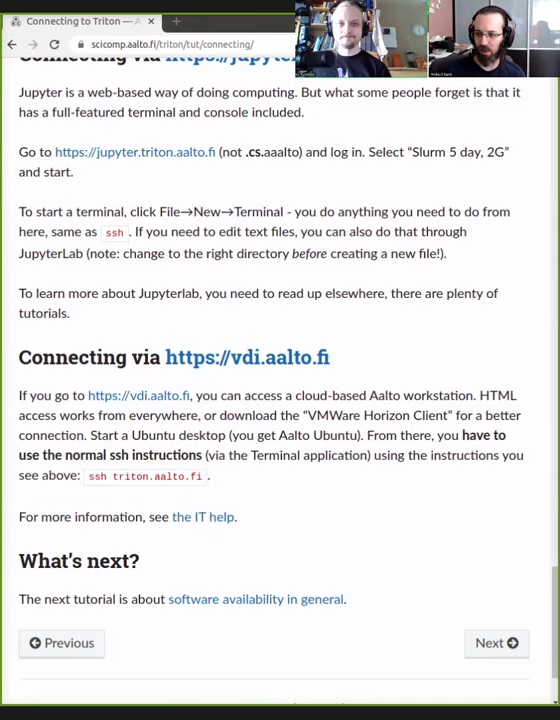 Connecting to Triton —
scicomp.aalto.fi/triton/tut/connecting/
Connecting via https://jupyter
Jupyter is a web-based way of doing computing. But what some people forget is that it
has a full-featured terminal and console included.
Go to https://jupyter.triton.aalto.fi (not .cs.aaalto) and log in. Select “Slurm 5 day, 2G”
and start.
To start a terminal, click File→New→Terminal - you do anything you need to do from
here, same as ssh . If you need to edit text files, you can also do that through
JupyterLab (note: change to the right directory before creating a new file!).
To learn more about Jupyterlab, you need to read up elsewhere, there are plenty of
tutorials.
Connecting via https://vdi.aalto.fi
If you go to https://vdi.aalto.fi, you can access a cloud-based Aalto workstation. HTML
access works from everywhere, or download the “VMWare Horizon Client” for a better
connection. Start a Ubuntu desktop (you get Aalto Ubuntu). From there, you have to
use the normal ssh instructions (via the Terminal application) using the instructions you
see above: ssh triton.aalto.fi .
For more information, see the IT help.
What’s next?
The next tutorial is about software availability in general.
Previous
Next